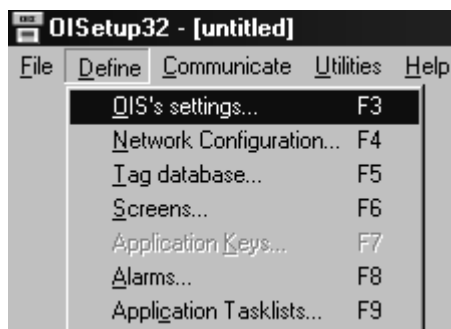 OISetup32 - [untitled]
File Define Communicate Utilities Help
OIS's settings... F3
Network Configuration... F4
Tag database... F5
Screens... F6
Application Keys... F7
Alarms... F8
Application Tasklists... F9